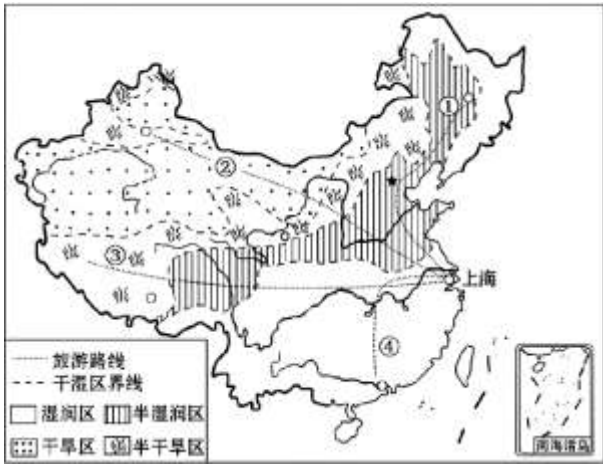 ①
②
③
④
上海
旅游路线
干湿区界线
湿润区 半湿润区
干旱区 半干旱区
南海诸岛